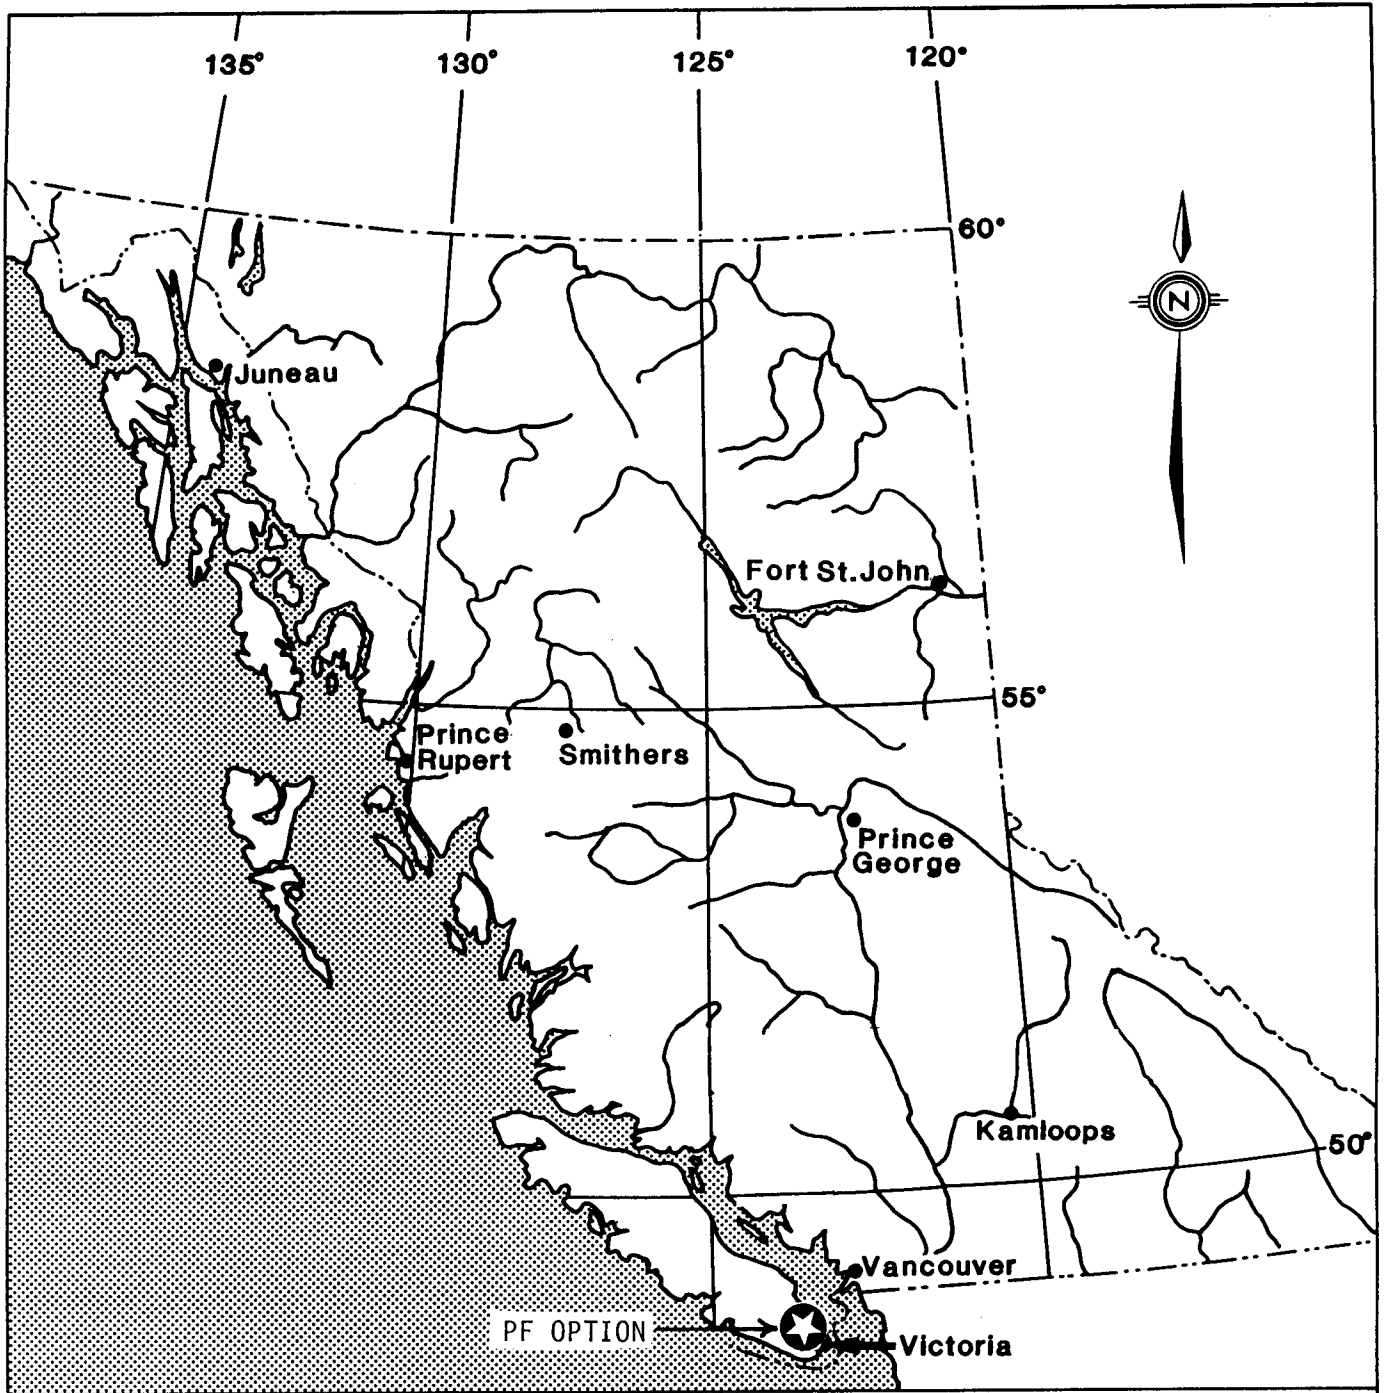 135°
130°
125°
120°
60°
N
Juneau
Fort St. John
55°
Prince
Rupert
Smithers
Prince
George
Kamloops
50°
Vancouver
PF OPTION
Victoria